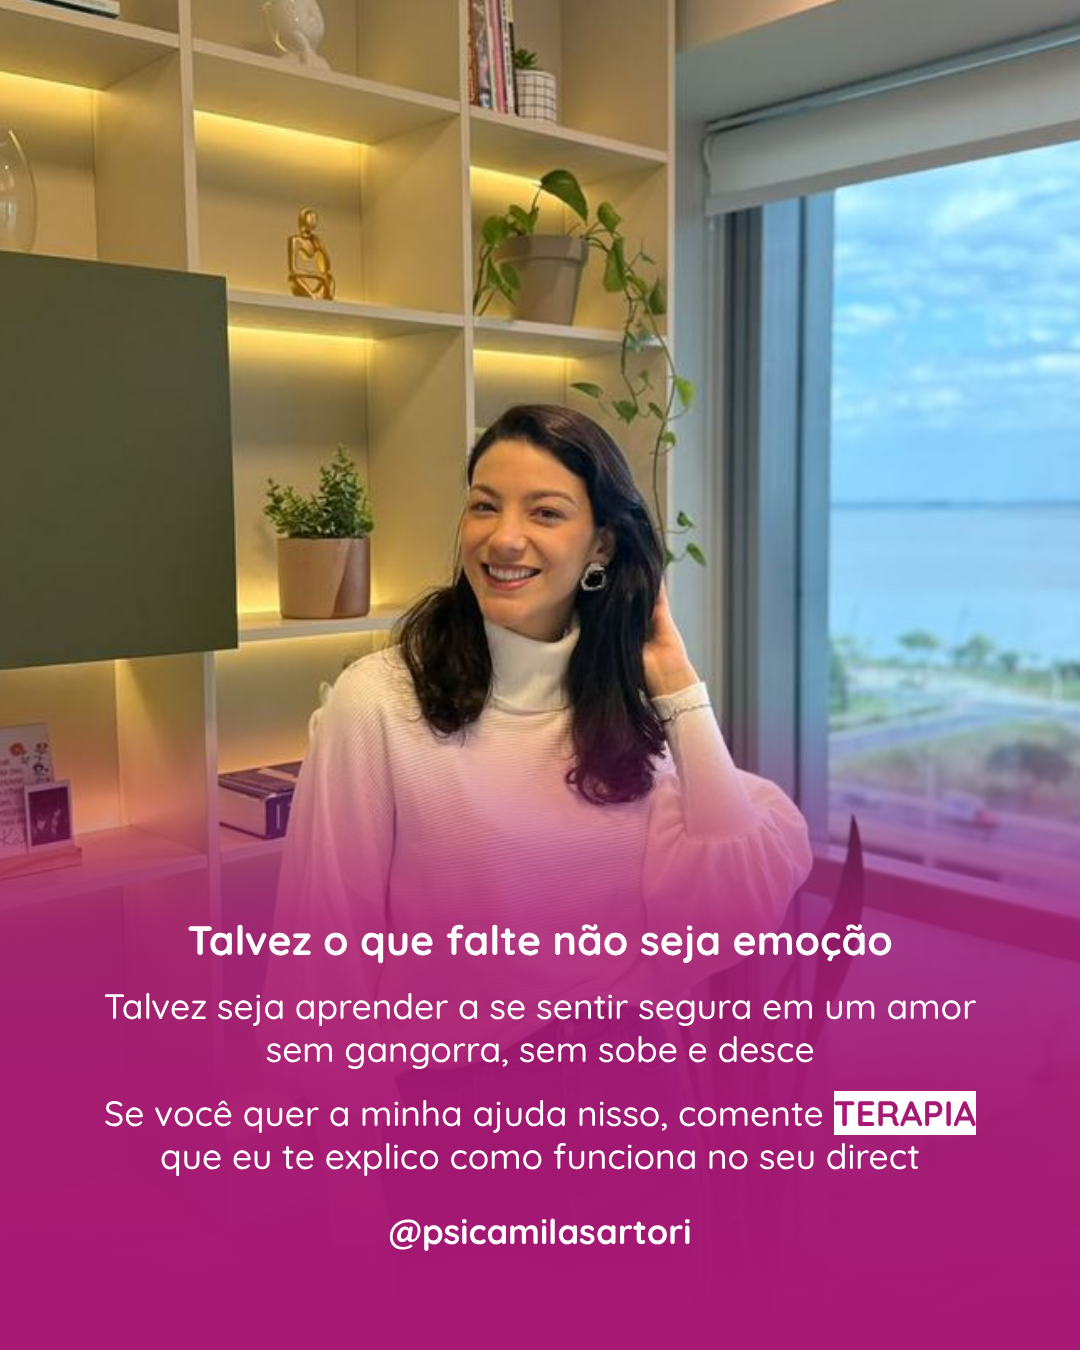 Talvez o que falte não seja emoção
Talvez seja aprender a se sentir segura em um amor
sem gangorra, sem sobe e desce
Se você quer a minha ajuda nisso, comente TERAPIA
que eu te explico como funciona no seu direct
@psicamilasartori